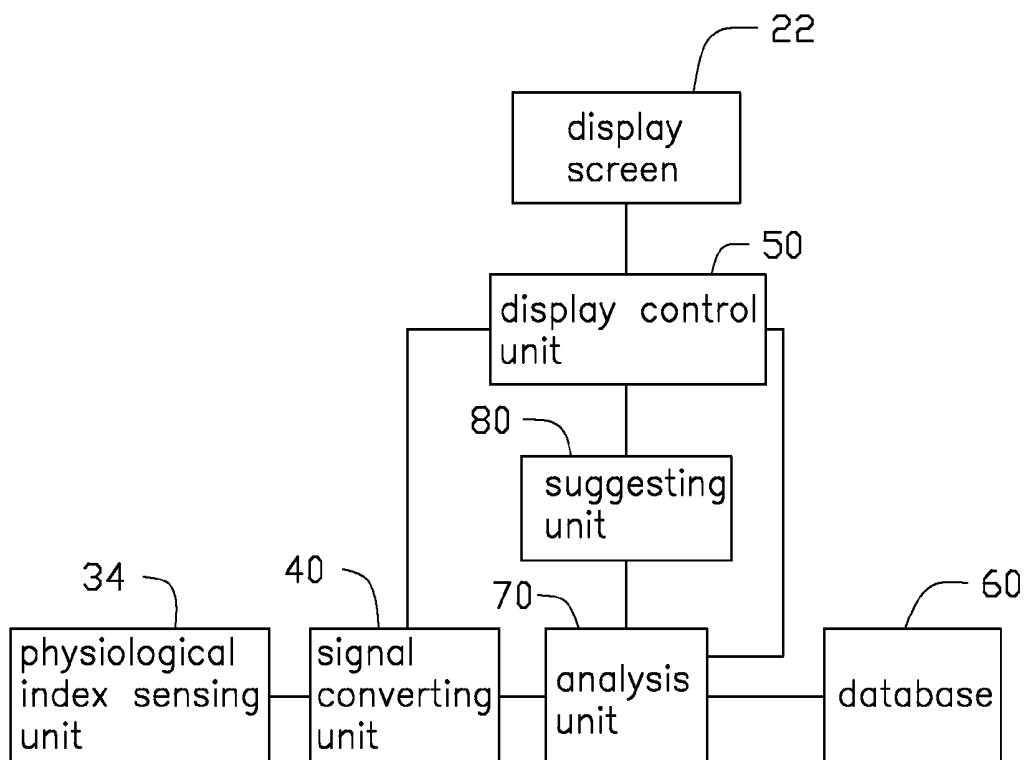 22
display
screen
50
display control
unit
80
suggesting
unit
34
physiological
index sensing
unit
40
signal
converting
unit
70
analysis
unit
60
database